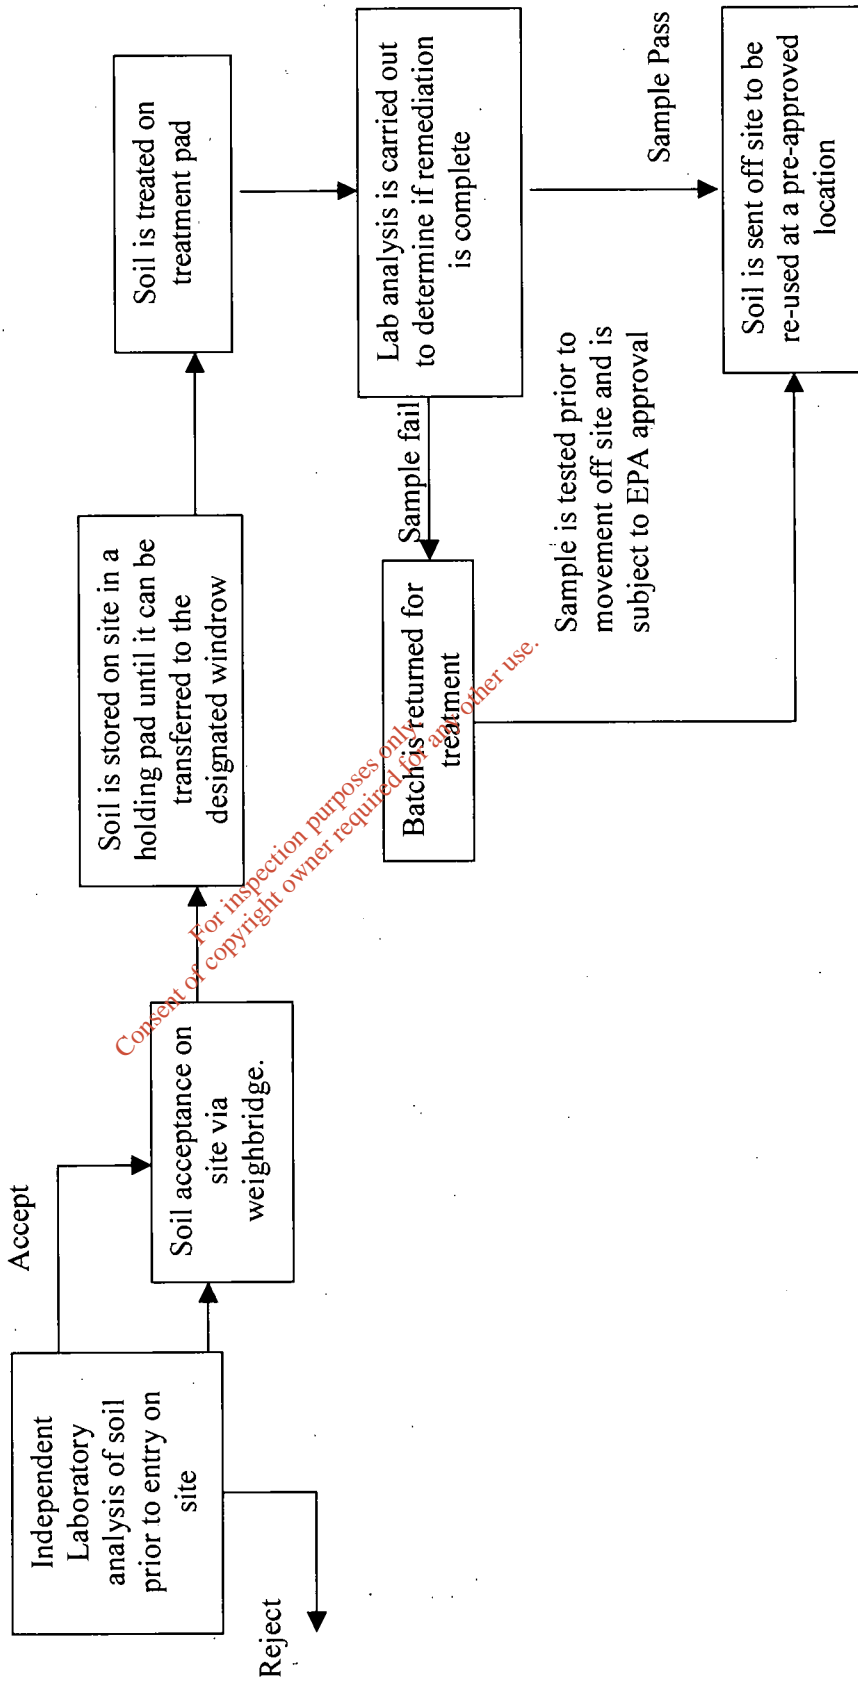 Independent
Laboratory
analysis of soil
prior to entry on
site
Accept
Reject
Soil acceptance on
site via
weighbridge.
Soil is stored on site in a
holding pad until it can be
transferred to the
designated windrow
Soil is treated on
treatment pad
Lab analysis is carried out
to determine if remediation
is complete
Sample fail
Batch is returned for
treatment
Sample is tested prior to
movement off site and is
subject to EPA approval
Sample Pass
Soil is sent off site to be
re-used at a pre-approved
location
For inspection purposes only.
Consent of copyright owner required for any other use.